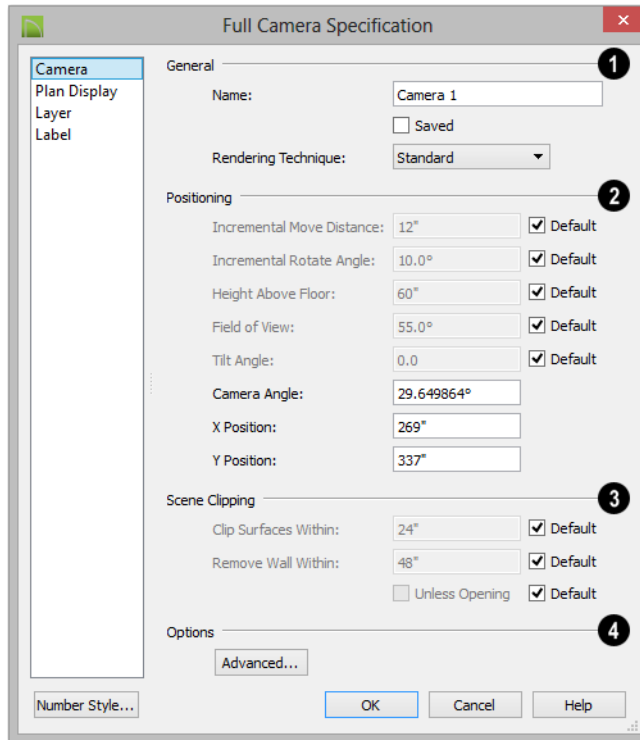 Full Camera Specification
Camera
Plan Display
Layer
Label
General 1
Name: Camera 1
Saved
Rendering Technique: Standard
Positioning 2
Incremental Move Distance: 12" Default
Incremental Rotate Angle: 10.0° Default
Height Above Floor: 60" Default
Field of View: 55.0° Default
Tilt Angle: 0.0 Default
Camera Angle: 29.649864°
X Position: 269"
Y Position: 337"
Scene Clipping 3
Clip Surfaces Within: 24" Default
Remove Wall Within: 48" Default
Unless Opening Default
Options 4
Advanced...
Number Style... OK Cancel Help